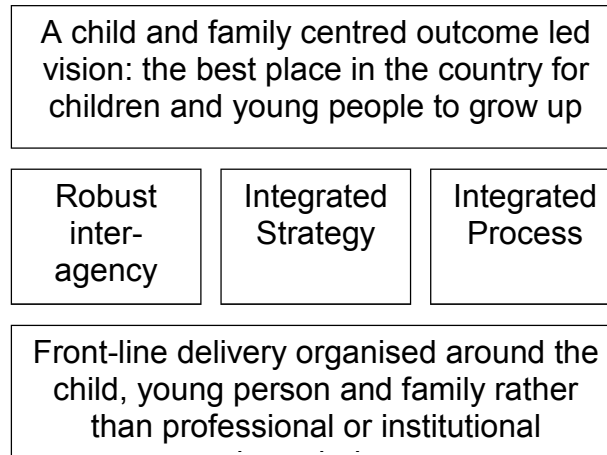 A child and family centred outcome led
vision: the best place in the country for
children and young people to grow up
Robust
inter-
agency
Integrated
Strategy
Integrated
Process
Front-line delivery organised around the
child, young person and family rather
than professional or institutional